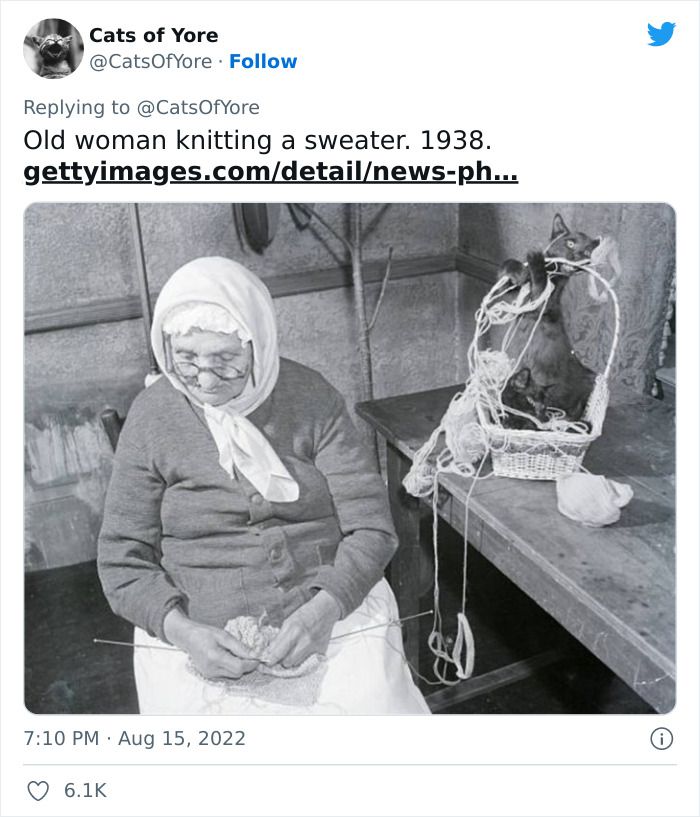 Cats of Yore
@CatsOfYore · Follow
Replying to @CatsOfYore
Old woman knitting a sweater. 1938.
gettyimages.com/detail/news-ph…
7:10 PM · Aug 15, 2022
6.1K